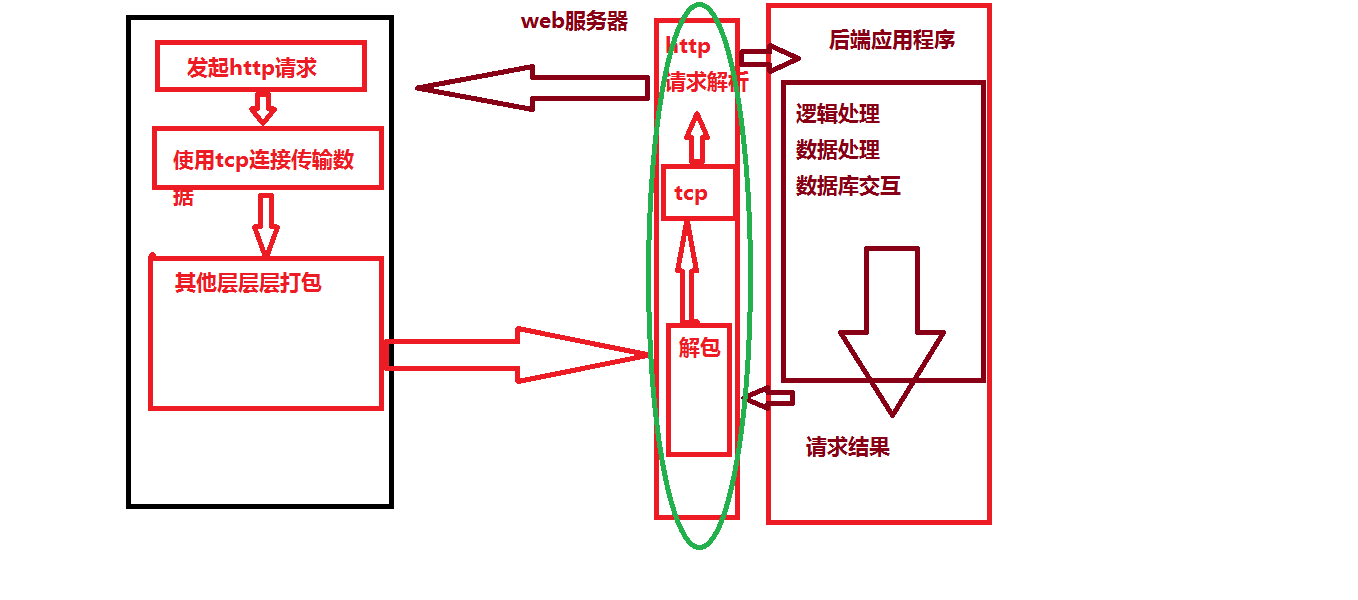 发起http请求
使用tcp连接传输数
据
其他层层层打包
web服务器
http
请求解析
tcp
解包
后端应用程序
逻辑处理
数据处理
数据库交互
请求结果